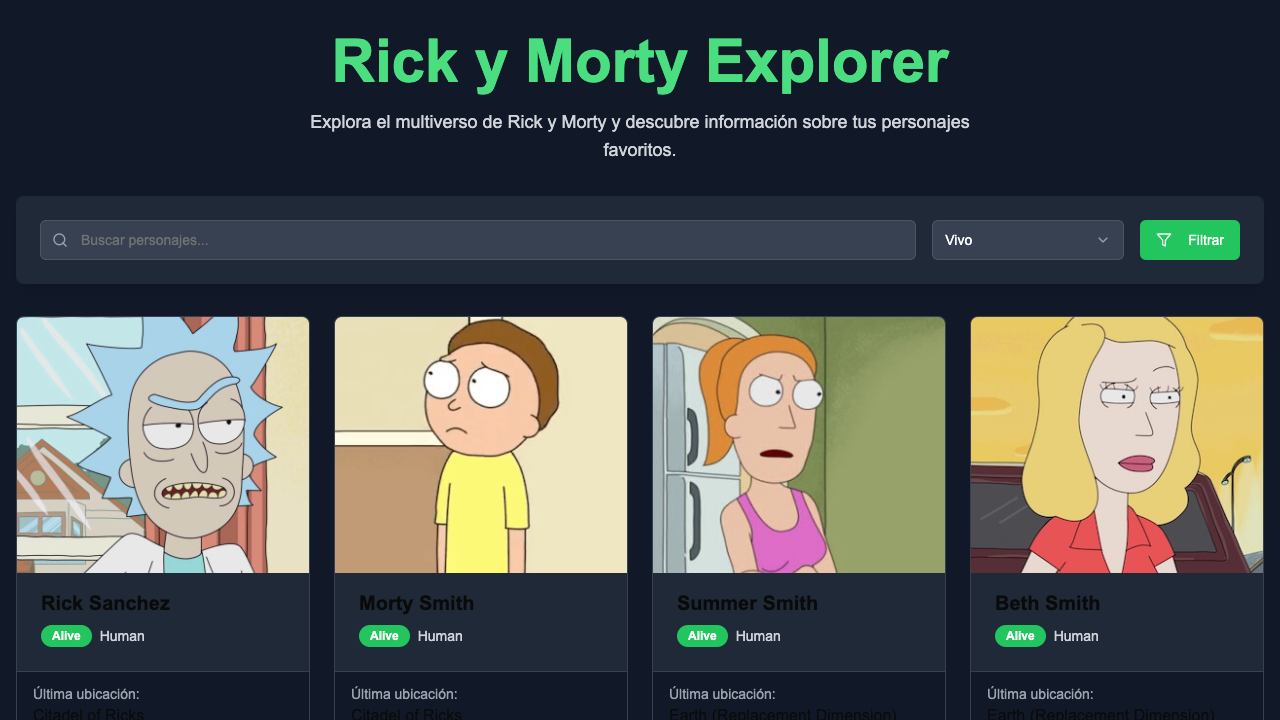 Rick y Morty Explorer
Explora el multiverso de Rick y Morty y descubre información sobre tus personajes
favoritos.
Buscar personajes...
Vivo
Filtrar
Rick Sanchez
Alive Human
Última ubicación:
Citadel of Ricks
Morty Smith
Alive Human
Última ubicación:
Citadel of Ricks
Summer Smith
Alive Human
Última ubicación:
Earth (Replacement Dimension)
Beth Smith
Alive Human
Última ubicación:
Earth (Replacement Dimension)